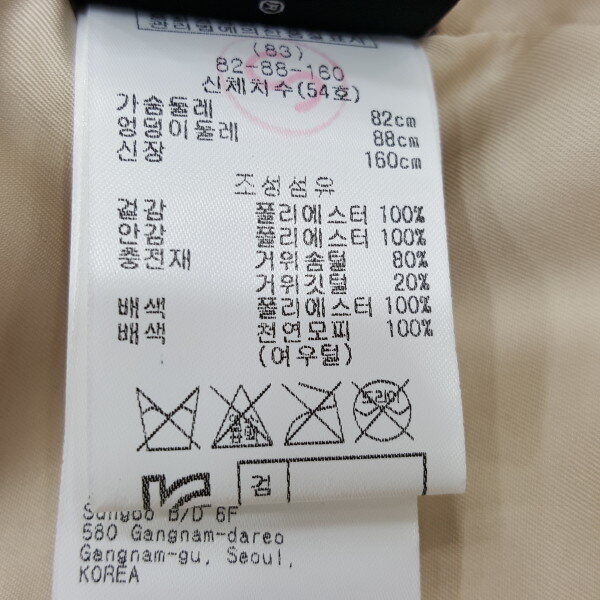 (83)
82-88-160
신체치수(54호)
가슴둘레 82cm
엉덩이둘레 88cm
신장 160cm
조성섬유
겉감 폴리에스터 100%
안감 폴리에스터 100%
충전재 거위솜털 80%
거위깃털 20%
배색 폴리에스터 100%
배색 천연모피 100%
(여우털)
드라이
검
B/D 6F
580 Gangnam-dareo
Gangnam-gu, Seoul,
KOREA